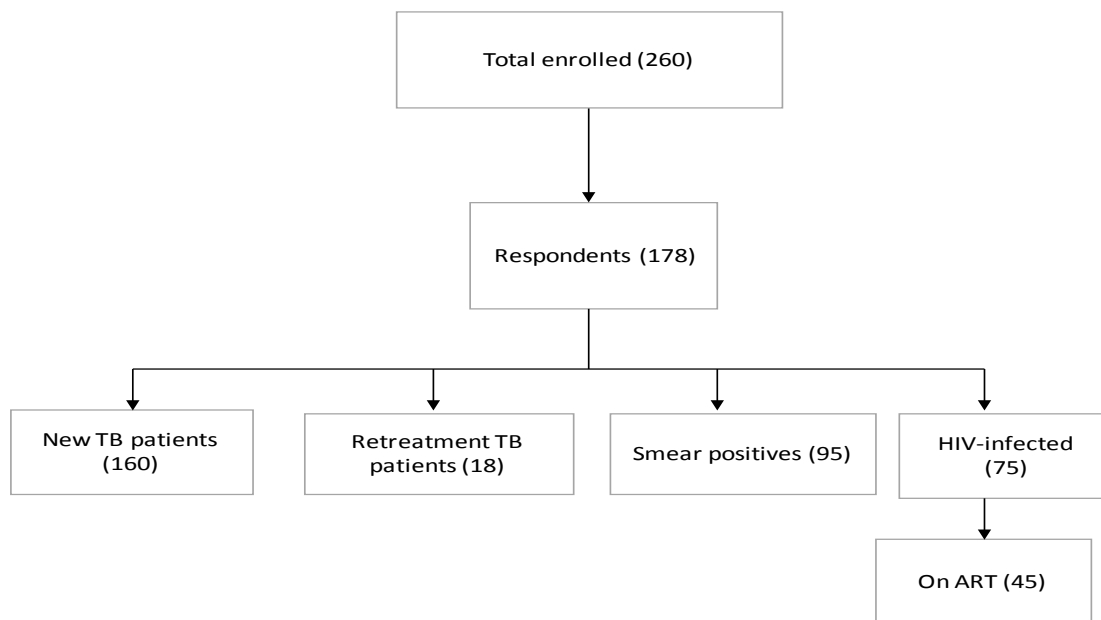 Total enrolled (260)
Respondents (178)
New TB patients
(160)
Retreatment TB
patients (18)
Smear positives (95)
HIV-infected
(75)
On ART (45)